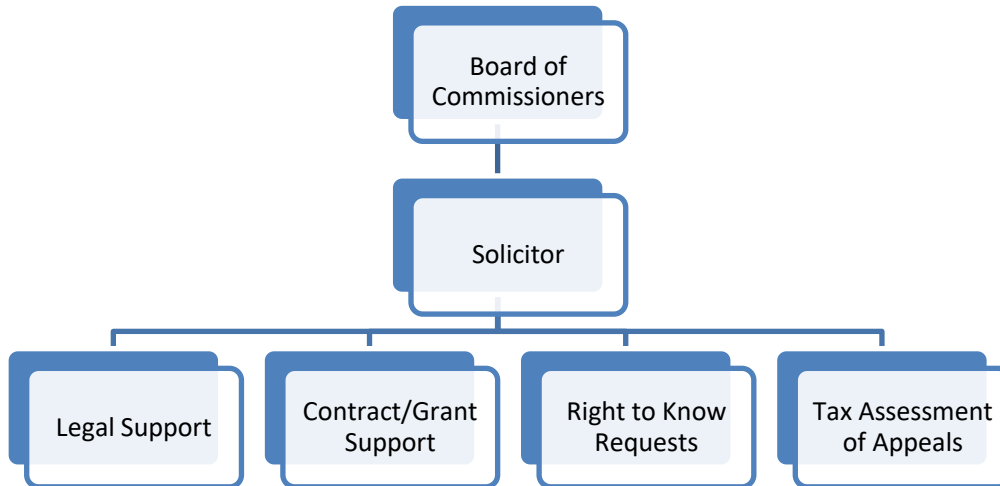 Board of
Commissioners
Solicitor
Legal Support
Contract/Grant
Support
Right to Know
Requests
Tax Assessment
of Appeals